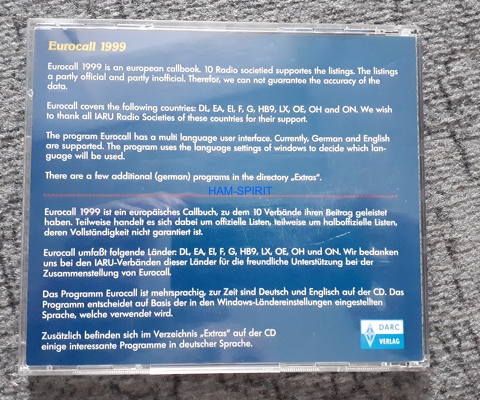 Eurocall 1999
Eurocall 1999 is an european callbook. 10 Radio societied supportes the listings. The listings
a partly official and partly inofficial. Therefor, we can not guarantee the accuracy of the
data.
Eurocall covers the following countries: DL, EA, EI, F, G, HB9, LX, OE, OH and ON. We wish
to thank all IARU Radio Societies of these countries for their support.
The program Eurocall has a multi language user interface. Currently, German and English
are supported. The program uses the language settings of windows to decide which lan-
guage will be used.
There are a few additional (german) programs in the directory „Extras".
HAM-SPIRIT
Eurocall 1999 ist ein europäisches Callbuch, zu dem 10 Verbände ihren Beitrag geleistet
haben. Teilweise handelt es sich dabei um offizielle Listen, teilweise um halboffizielle Listen,
deren Vollständigkeit nicht garantiert ist.
Eurocall umfaßt folgende Länder: DL, EA, EI, F, G, HB9, LX, OE, OH und ON. Wir bedanken
uns bei den IARU-Verbänden dieser Länder für die freundliche Unterstützung bei der
Zusammenstellung von Eurocall.
Das Programm Eurocall ist mehrsprachig, zur Zeit sind Deutsch und Englisch auf der CD. Das
Programm entscheidet auf Basis der in den Windows-Ländereinstellungen eingestellten
Sprache, welche verwendet wird.
Zusätzlich befinden sich im Verzeichnis „Extras" auf der CD
einige interessante Programme in deutscher Sprache.
DARC
VERLAG